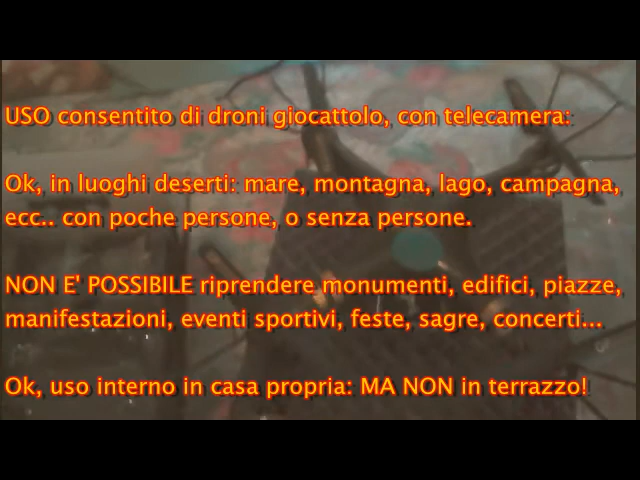 USO consentito di droni giocattolo, con telecamera:
Ok, in luoghi deserti: mare, montagna, lago, campagna,
ecc.. con poche persone, o senza persone.
NON E' POSSIBILE riprendere monumenti, edifici, piazze,
manifestazioni, eventi sportivi, feste, sagre, concerti...
Ok, uso interno in casa propria: MA NON in terrazzo!